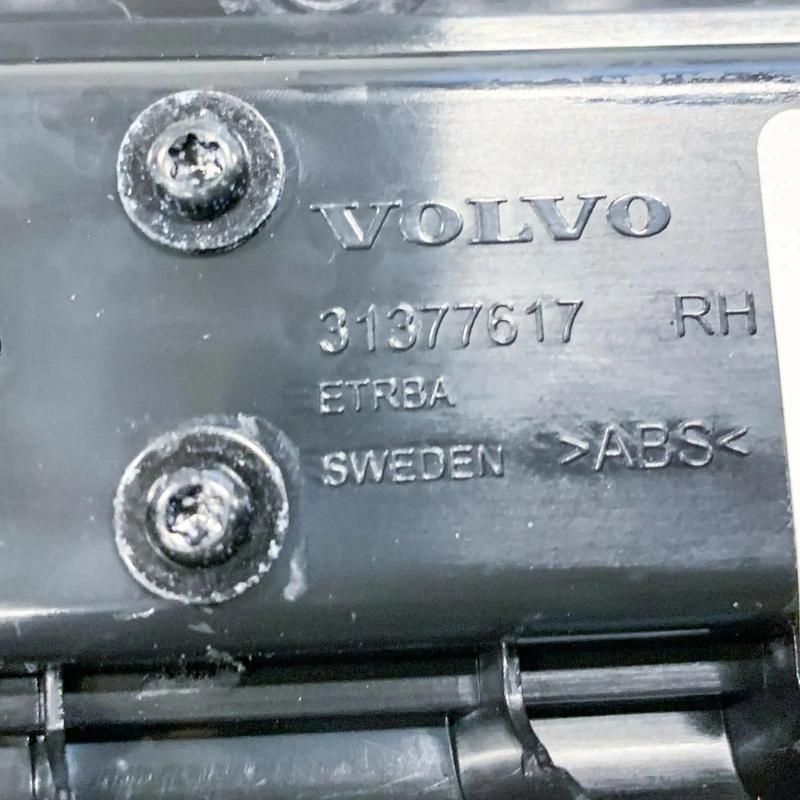 VOLVO
31377617 RH
ETRBA
SWEDEN >ABS<